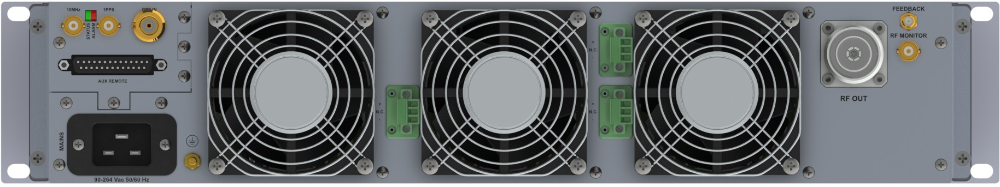 10MHz
1PPS
GPS IN
STATUS
ALARM
AUX REMOTE
MAINS
90-264 Vac 50/60 Hz
+
N.C.
-
+
N.C.
-
+
N.C.
-
FEEDBACK
RF MONITOR
RF OUT